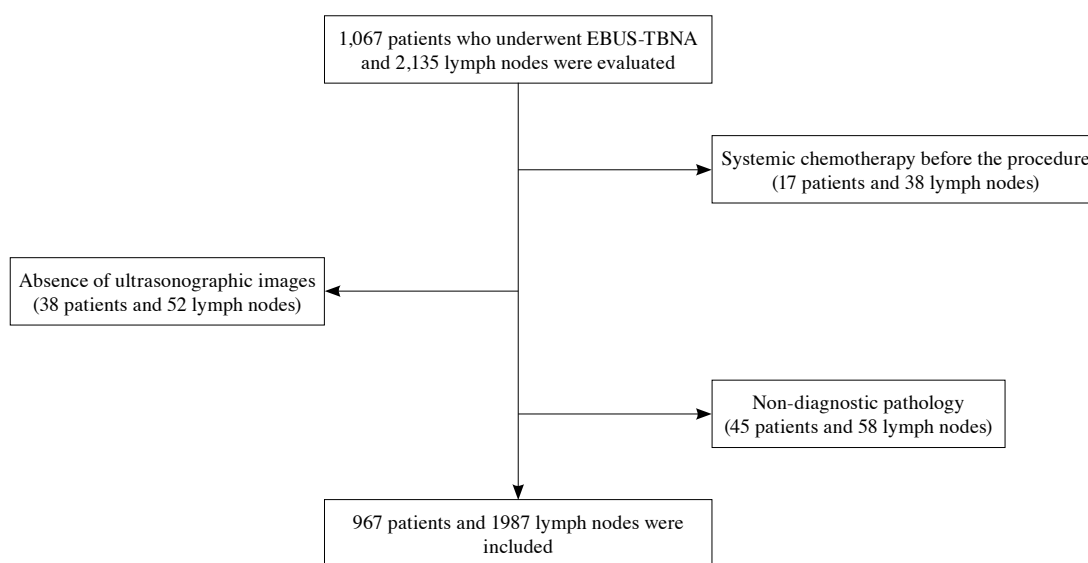 1,067 patients who underwent EBUS-TBNA
and 2,135 lymph nodes were evaluated
Systemic chemotherapy before the procedure
(17 patients and 38 lymph nodes)
Absence of ultrasonographic images
(38 patients and 52 lymph nodes)
Non-diagnostic pathology
(45 patients and 58 lymph nodes)
967 patients and 1987 lymph nodes were
included